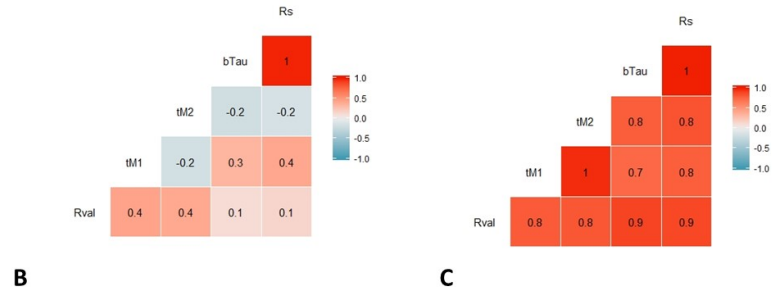 Rs
bTau 1
tM2 -0.2 -0.2
tM1 -0.2 0.3 0.4
Rval 0.4 0.4 0.1 0.1
1.0
0.5
0.0
-0.5
-1.0
B
Rs
bTau 1
tM2 0.8 0.8
tM1 1 0.7 0.8
Rval 0.8 0.8 0.9 0.9
1.0
0.5
0.0
-0.5
-1.0
C